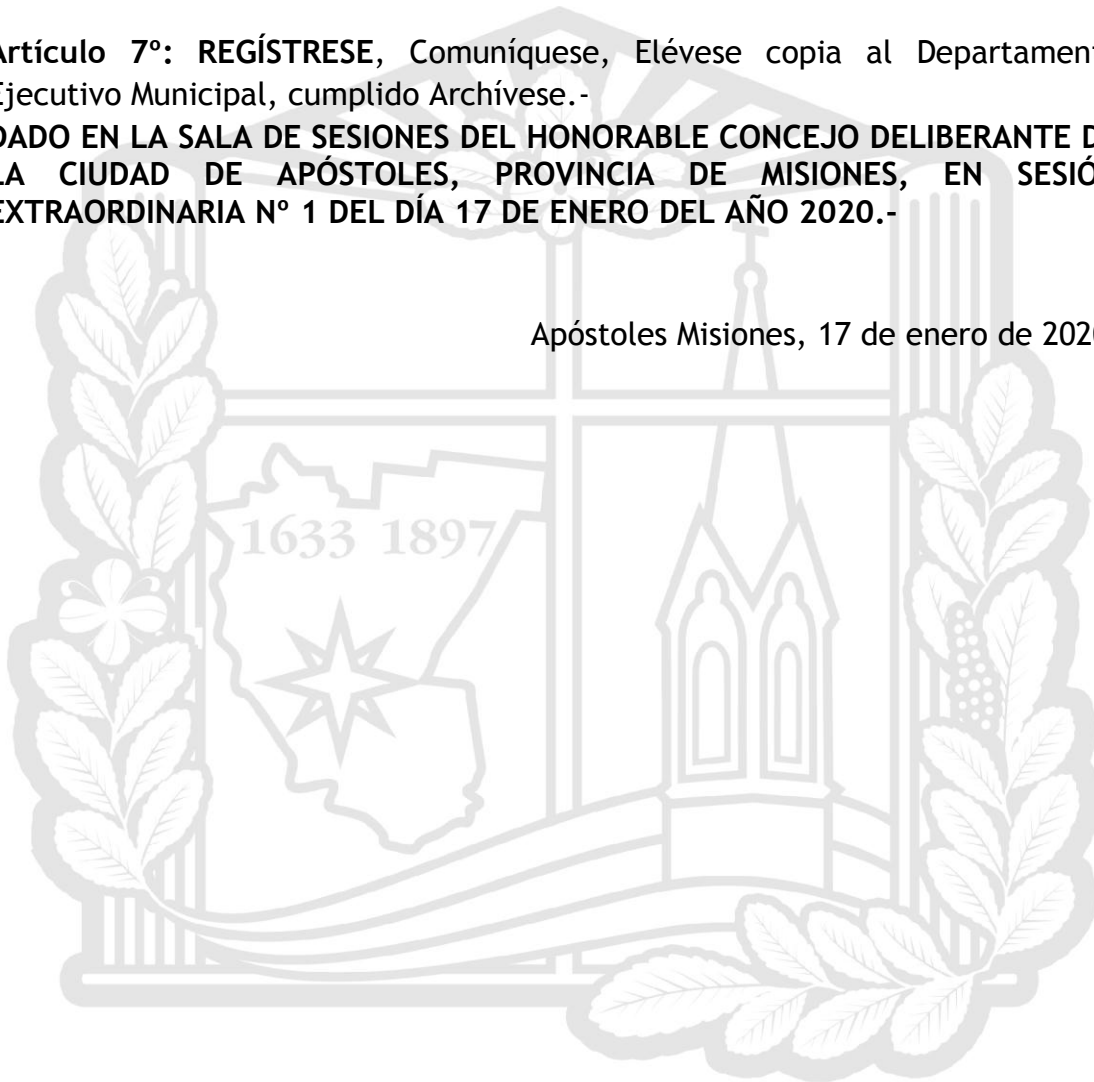 Artículo 7º: REGÍSTRESE, Comuníquese, Elévese copia al Departament
Ejecutivo Municipal, cumplido Archívese.-
DADO EN LA SALA DE SESIONES DEL HONORABLE CONCEJO DELIBERANTE D
LA CIUDAD DE APÓSTOLES, PROVINCIA DE MISIONES, EN SESIÓ
EXTRAORDINARIA Nº 1 DEL DÍA 17 DE ENERO DEL AÑO 2020.-
Apóstoles Misiones, 17 de enero de 2020
1633 1897